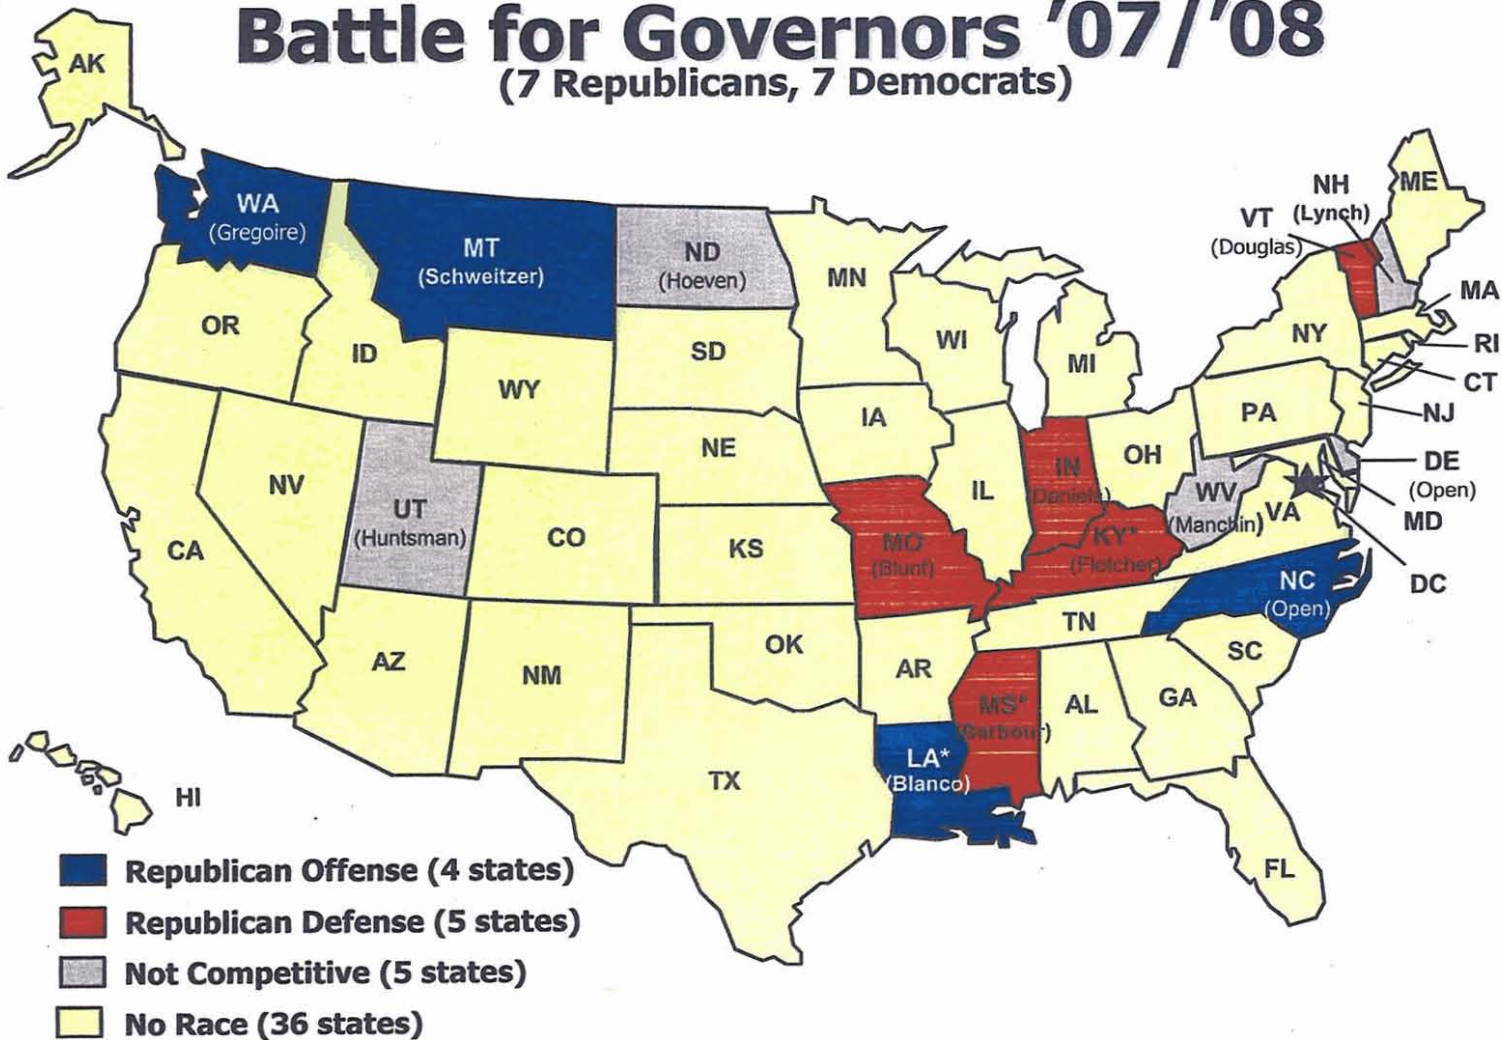 Battle for Governors '07/'08
(7 Republicans, 7 Democrats)
AK
WA
(Gregoire)
MT
(Schweitzer)
ND
(Hoeven)
MN
VT
(Douglas)
NH
(Lynch)
ME
MA
RI
CT
NJ
NY
OR
ID
WY
SD
WI
MI
PA
DE
(Open)
MD
DC
IA
NE
NV
UT
(Huntsman)
CO
KS
IL
IN
(Daniels)
OH
WV
(Manchin)
VA
CA
MO
(Blunt)
KY*
(Fletcher)
NC
(Open)
TN
SC
AZ
NM
OK
AR
MS*
(Barbour)
AL
GA
LA*
(Blanco)
TX
FL
HI
Republican Offense (4 states)
Republican Defense (5 states)
Not Competitive (5 states)
No Race (36 states)